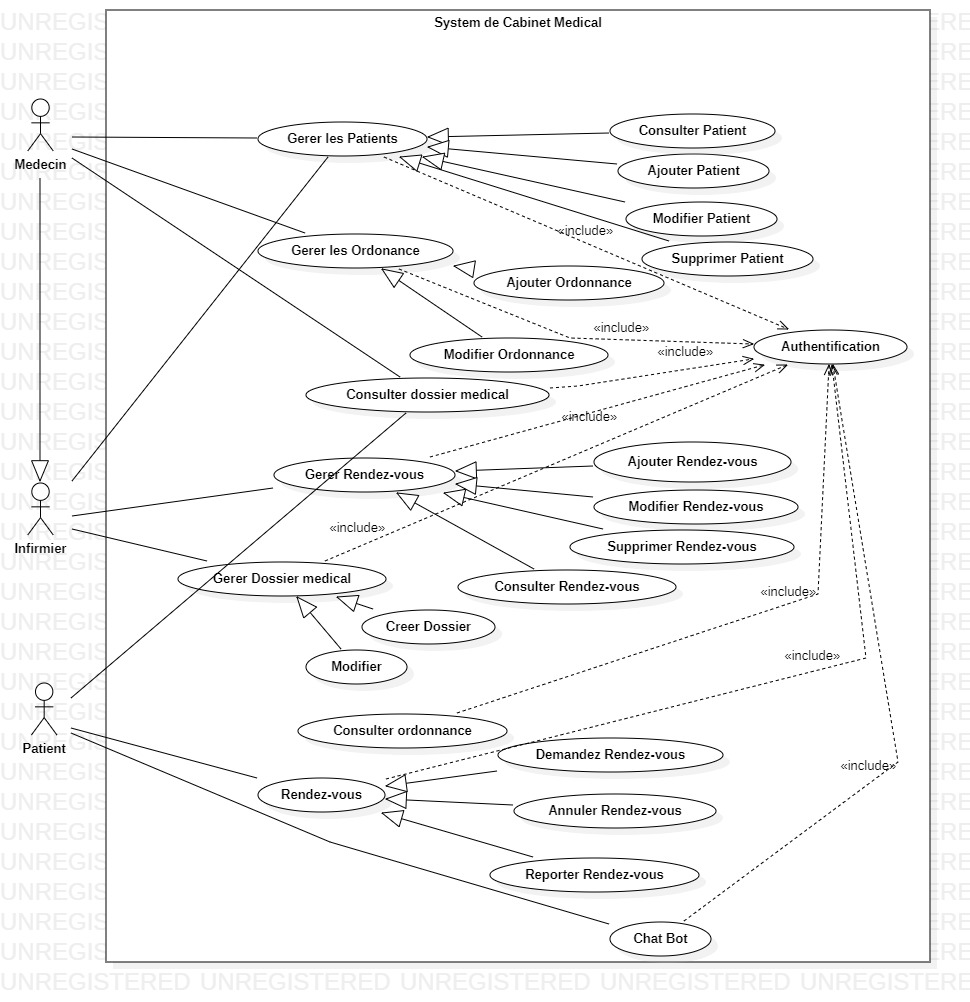 System de Cabinet Medical
Medecin
Gerer les Patients
Consulter Patient
Ajouter Patient
Modifier Patient
«include»
Supprimer Patient
Gerer les Ordonance
Ajouter Ordonnance
«include»
Authentification
«include»
Modifier Ordonnance
Consulter dossier medical
«include»
Ajouter Rendez-vous
Gerer Rendez-vous
Modifier Rendez-vous
«include»
Supprimer Rendez-vous
Infirmier
Gerer Dossier medical
Consulter Rendez-vous
«include»
Creer Dossier
«include»
Modifier
Consulter ordonnance
Patient
Demandez Rendez-vous
«include»
Rendez-vous
Annuler Rendez-vous
Reporter Rendez-vous
Chat Bot
UNREGISTERED UNREGISTERED UNREGISTERED UNREGISTERED UNREGISTERED